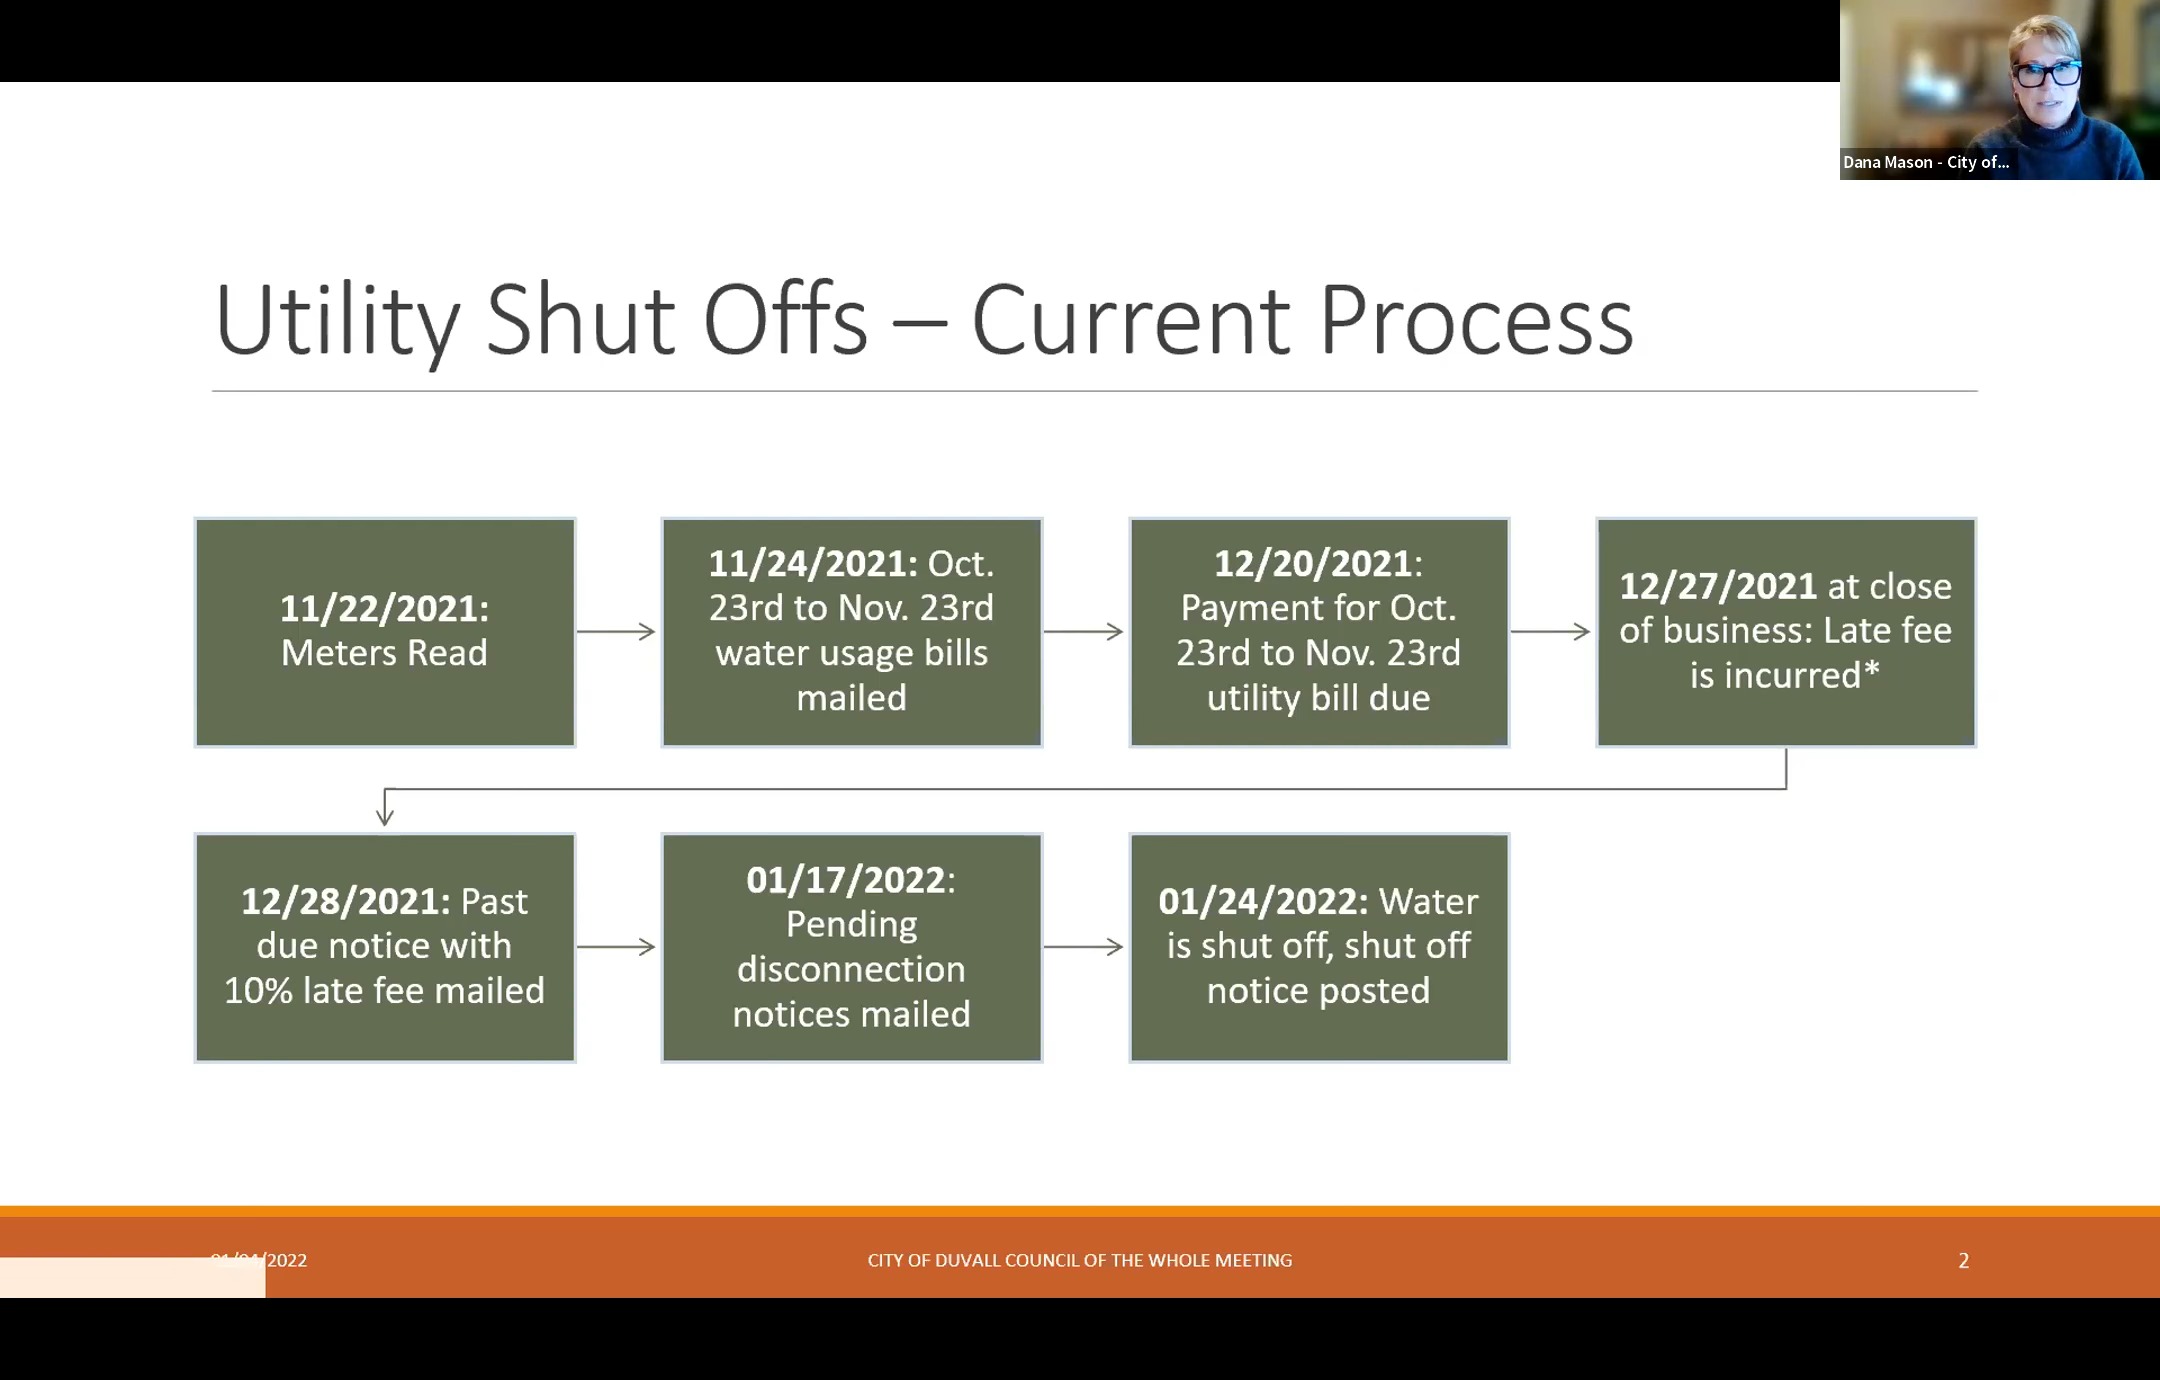 Dana Mason - City of...
Utility Shut Offs – Current Process
11/22/2021:
Meters Read
11/24/2021: Oct.
23rd to Nov. 23rd
water usage bills
mailed
12/20/2021:
Payment for Oct.
23rd to Nov. 23rd
utility bill due
12/27/2021 at close
of business: Late fee
is incurred*
12/28/2021: Past
due notice with
10% late fee mailed
01/17/2022:
Pending
disconnection
notices mailed
01/24/2022: Water
is shut off, shut off
notice posted
01/04/2022
CITY OF DUVALL COUNCIL OF THE WHOLE MEETING
2